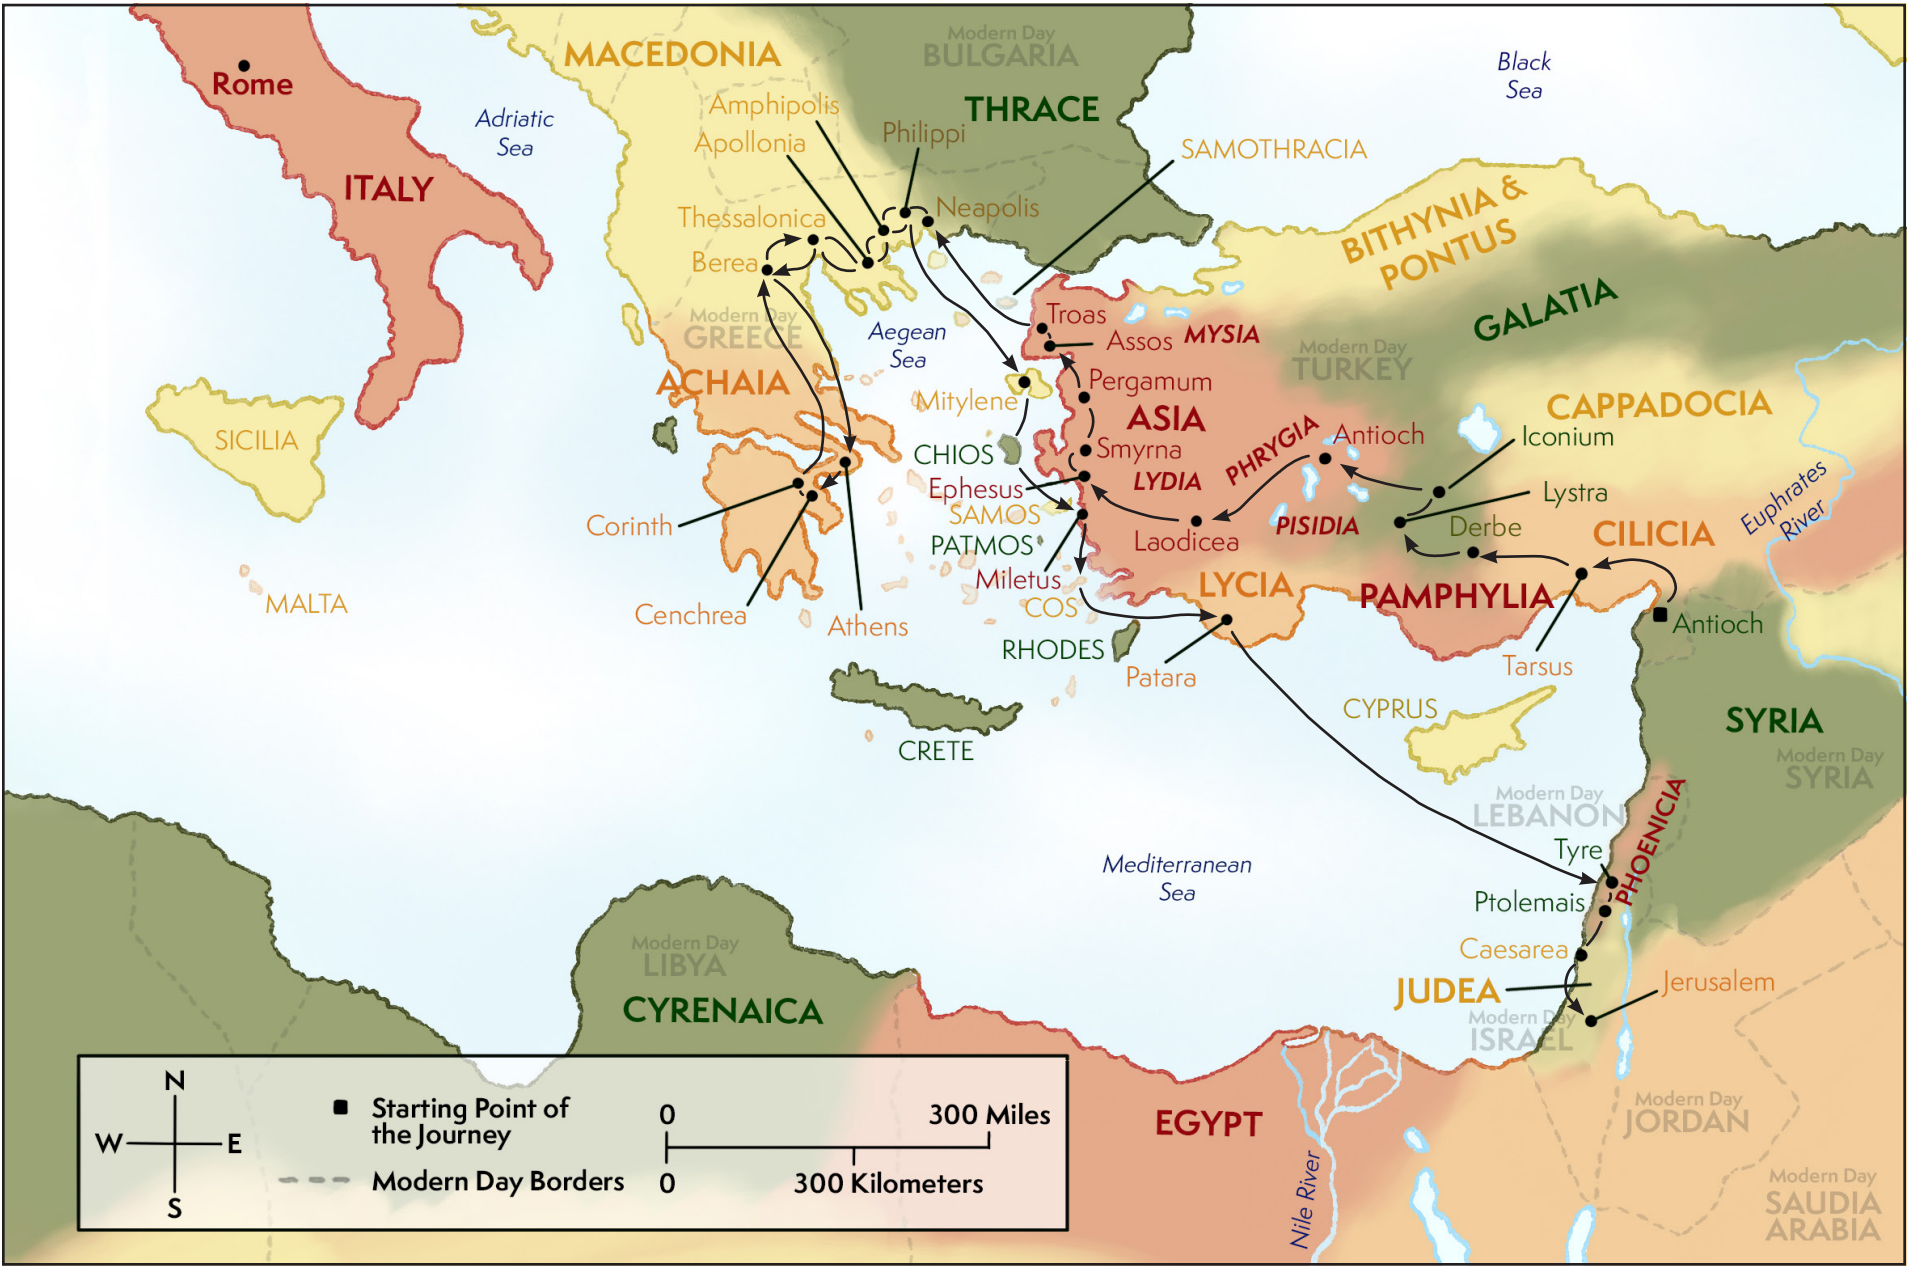 MACEDONIA
Modern Day
BULGARIA
THRACE
Black
Sea
Rome
Adriatic
Sea
Amphipolis
Apollonia
Philippi
SAMOTHRACIA
ITALY
Thessalonica
Neapolis
Berea
BITHYNIA &
PONTUS
GALATIA
Modern Day
GREECE
Aegean
Sea
Troas
Assos
MYSIA
Modern Day
TURKEY
ACHAIA
Mitylene
Pergamum
ASIA
CAPPADOCIA
SICILIA
CHIOS
Smyrna
PHRYGIA
Antioch
Iconium
Ephesus
LYDIA
Lystra
Euphrates
River
SAMOS
Corinth
PISIDIA
Derbe
CILICIA
PATMOS
Laodicea
Miletus
LYCIA
PAMPHYLIA
MALTA
COS
Cenchrea
Athens
Antioch
RHODES
Patara
Tarsus
CYPRUS
SYRIA
CRETE
Modern Day
SYRIA
Modern Day
LEBANON
PHOENICIA
Tyre
Mediterranean
Sea
Ptolemais
Modern Day
LIBYA
Caesarea
CYRENAICA
JUDEA
Jerusalem
Modern Day
ISRAEL
N
W
E
S
Starting Point of
the Journey
Modern Day Borders
0
300 Miles
0
300 Kilometers
EGYPT
Nile River
Modern Day
JORDAN
Modern Day
SAUDIA
ARABIA